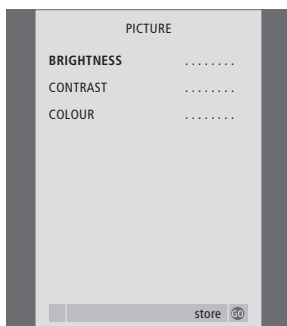 PICTURE
BRIGHTNESS ........
CONTRAST ........
COLOUR ........
store GO